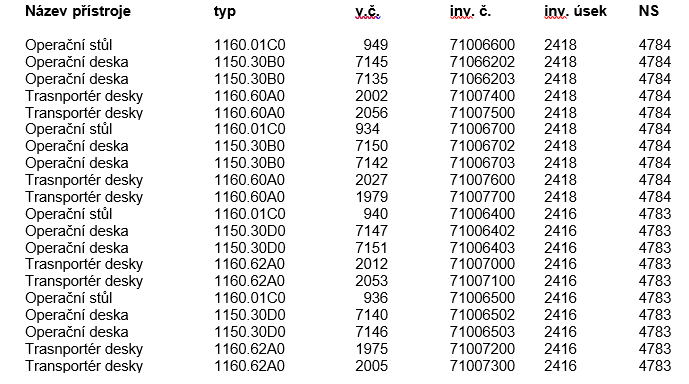 Název přístroje typ v.č. inv. č. inv. úsek NS
Operační stůl 1160.01C0 949 71006600 2418 4784
Operační deska 1150.30B0 7145 71066202 2418 4784
Operační deska 1150.30B0 7135 71066203 2418 4784
Trasnportér desky 1160.60A0 2002 71007400 2418 4784
Transportér desky 1160.60A0 2056 71007500 2418 4784
Operační stůl 1160.01C0 934 71006700 2418 4784
Operační deska 1150.30B0 7150 71006702 2418 4784
Operační deska 1150.30B0 7142 71006703 2418 4784
Trasnportér desky 1160.60A0 2027 71007600 2418 4784
Transportér desky 1160.60A0 1979 71007700 2418 4784
Operační stůl 1160.01C0 940 71006400 2416 4783
Operační deska 1150.30D0 7147 71006402 2416 4783
Operační deska 1150.30D0 7151 71006403 2416 4783
Trasnportér desky 1160.62A0 2012 71007000 2416 4783
Transportér desky 1160.62A0 2053 71007100 2416 4783
Operační stůl 1160.01C0 936 71006500 2416 4783
Operační deska 1150.30D0 7140 71006502 2416 4783
Operační deska 1150.30D0 7146 71006503 2416 4783
Trasnportér desky 1160.62A0 1975 71007200 2416 4783
Transportér desky 1160.62A0 2005 71007300 2416 4783